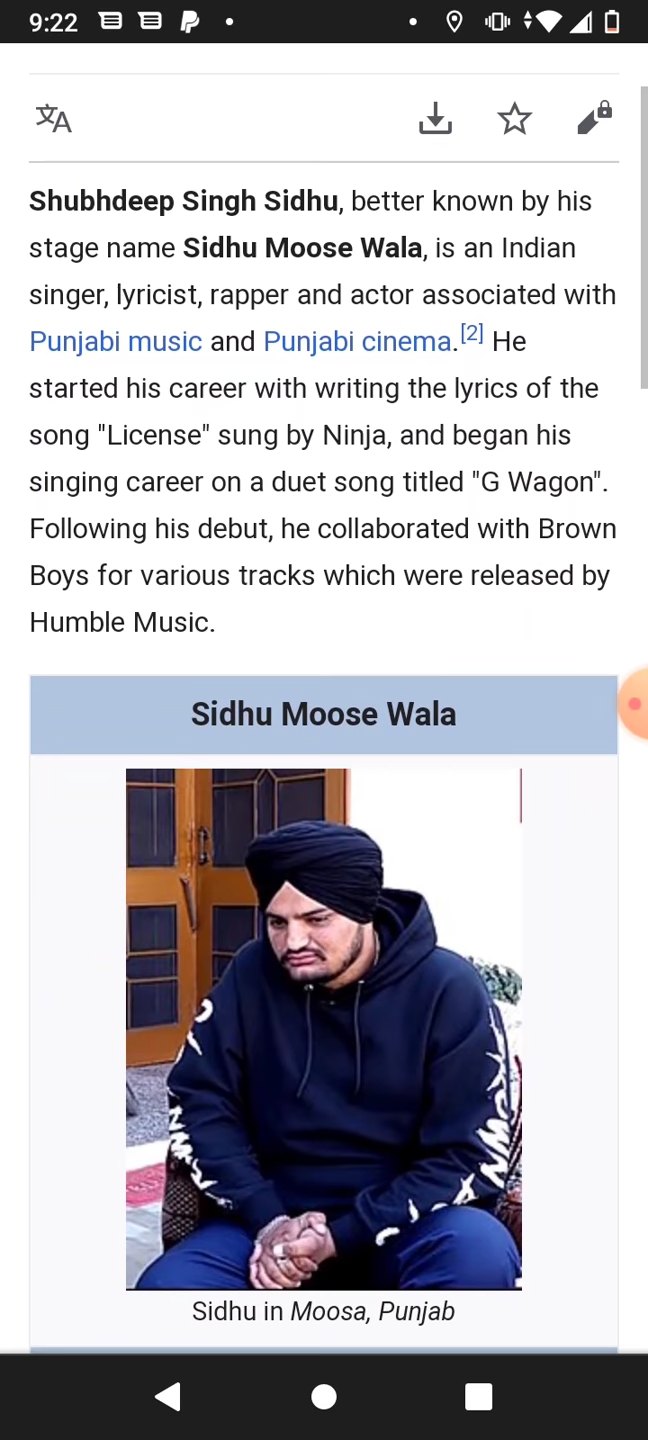 9:22
Shubhdeep Singh Sidhu, better known by his
stage name Sidhu Moose Wala, is an Indian
singer, lyricist, rapper and actor associated with
Punjabi music and Punjabi cinema.[2] He
started his career with writing the lyrics of the
song "License" sung by Ninja, and began his
singing career on a duet song titled "G Wagon".
Following his debut, he collaborated with Brown
Boys for various tracks which were released by
Humble Music.
Sidhu Moose Wala
Sidhu in Moosa, Punjab